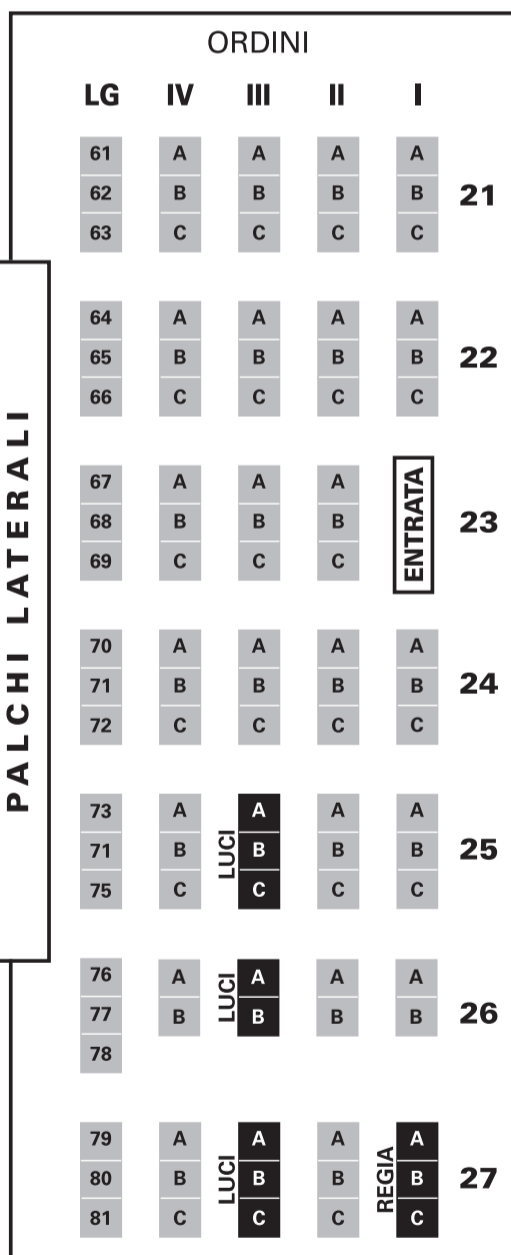 ORDINI
LG IV III II I
61 A A A A
62 B B B B 21
63 C C C C
64 A A A A
65 B B B B 22
66 C C C C
PALCHI LATERALI
67 A A A
68 B B B ENTRATA 23
69 C C C
70 A A A A
71 B B B B 24
72 C C C C
73 A A A A
71 B LUCI B B B 25
75 C C C C
76 A A A A
77 B LUCI B B B 26
78
79 A A A A
80 B LUCI B B REGIA B 27
81 C C C C